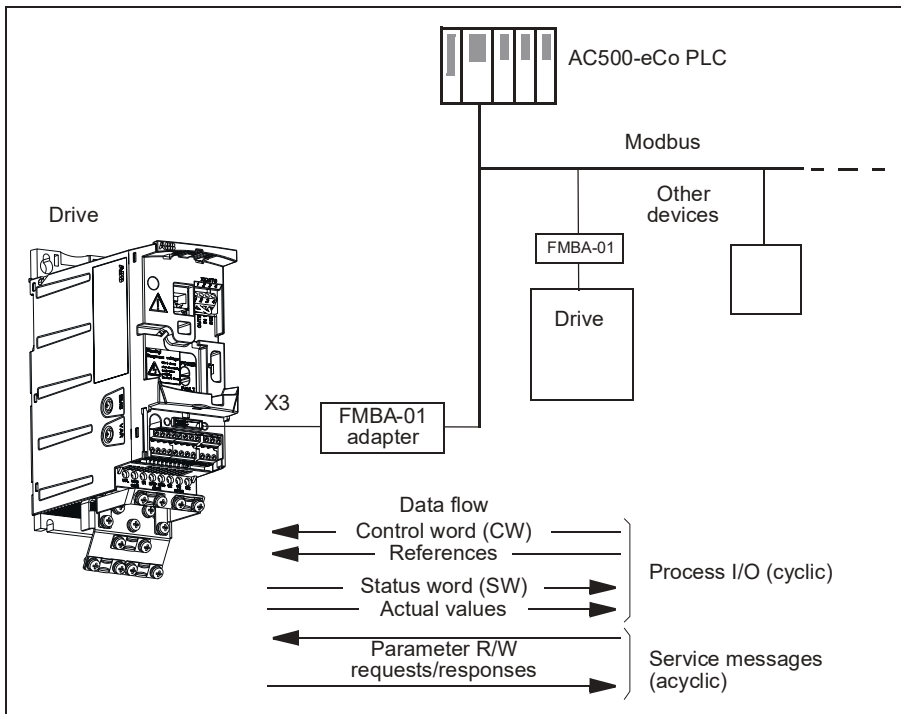 AC500-eCo PLC
Modbus
Other
devices
Drive
FMBA-01
Drive
X3
FMBA-01
adapter
Data flow
Control word (CW)
References
Status word (SW)
Actual values
Process I/O (cyclic)
Parameter R/W
requests/responses
Service messages
(acyclic)